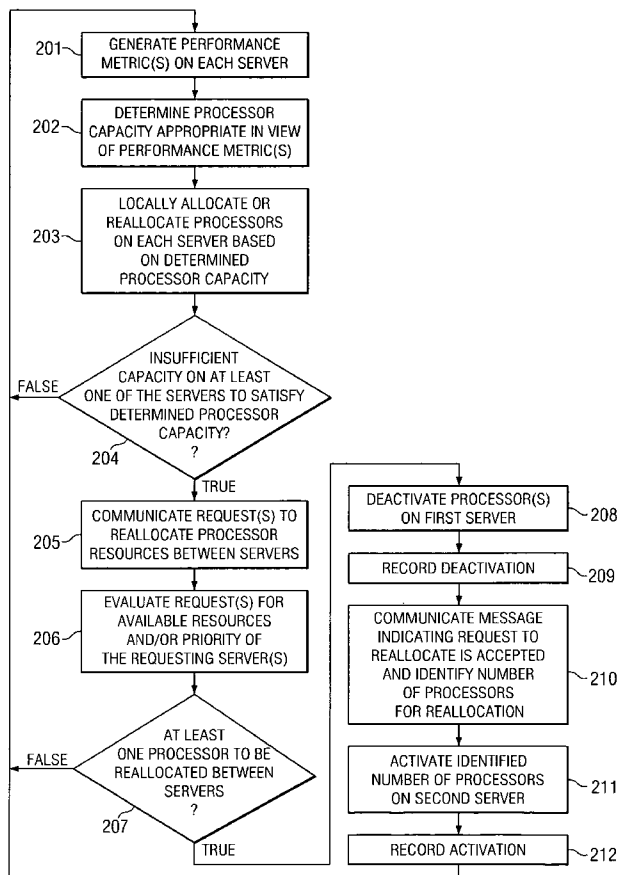 201
GENERATE PERFORMANCE
METRIC(S) ON EACH SERVER
202
DETERMINE PROCESSOR
CAPACITY APPROPRIATE IN VIEW
OF PERFORMANCE METRIC(S)
203
LOCALLY ALLOCATE OR
REALLOCATE PROCESSORS
ON EACH SERVER BASED
ON DETERMINED
PROCESSOR CAPACITY
INSUFFICIENT
CAPACITY ON AT LEAST
ONE OF THE SERVERS TO SATISFY
DETERMINED PROCESSOR
CAPACITY?
?
FALSE
204
TRUE
205
COMMUNICATE REQUEST(S) TO
REALLOCATE PROCESSOR
RESOURCES BETWEEN SERVERS
206
EVALUATE REQUEST(S) FOR
AVAILABLE RESOURCES
AND/OR PRIORITY OF
THE REQUESTING SERVER(S)
AT LEAST
ONE PROCESSOR TO BE
REALLOCATED BETWEEN
SERVERS
?
FALSE
207
TRUE
DEACTIVATE PROCESSOR(S)
ON FIRST SERVER
208
RECORD DEACTIVATION
209
COMMUNICATE MESSAGE
INDICATING REQUEST TO
REALLOCATE IS ACCEPTED
AND IDENTIFY NUMBER
OF PROCESSORS
FOR REALLOCATION
210
ACTIVATE IDENTIFIED
NUMBER OF PROCESSORS
ON SECOND SERVER
211
RECORD ACTIVATION
212